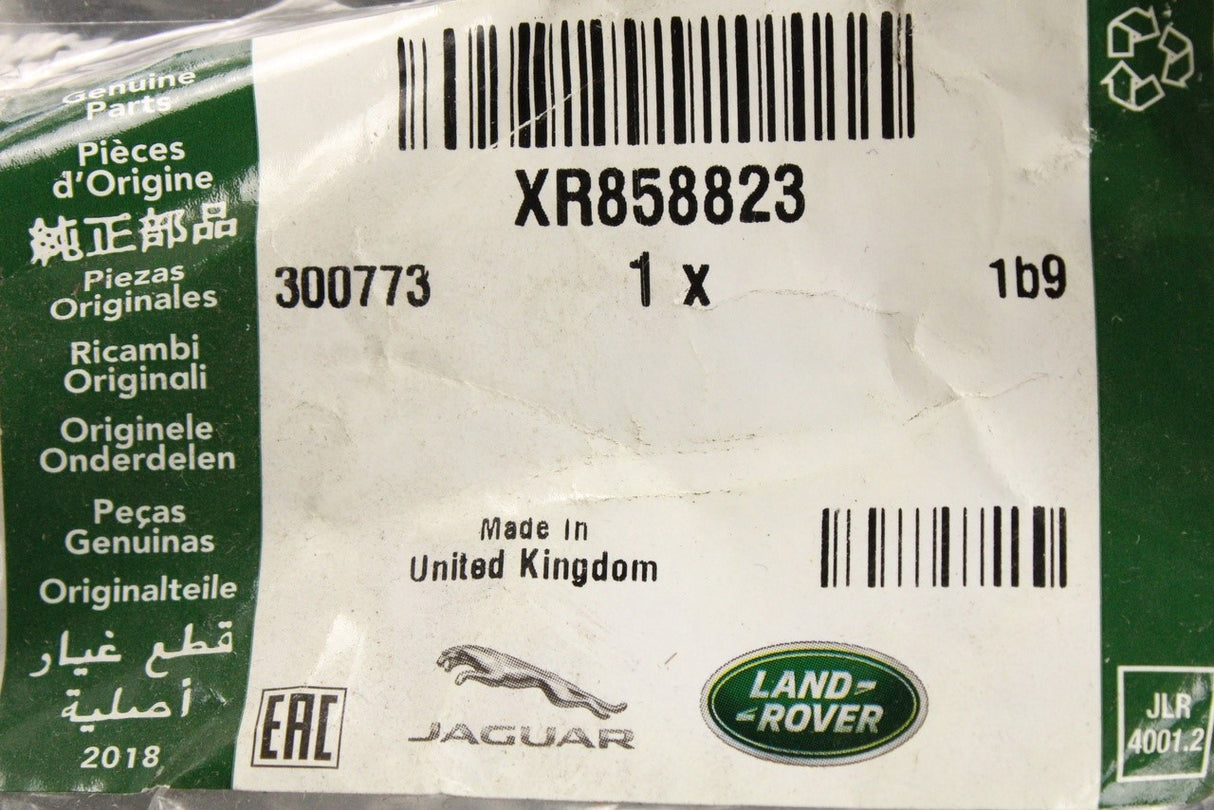 Genuine
Parts
Pièces
d'Origine
純正部品
Piezas
Originales
Ricambi
Originali
Originele
Onderdelen
Peças
Genuinas
Originalteile
قطع غيار
أصلية
2018
XR858823
300773 1 x 1b9
Made In
United Kingdom
EAC
JAGUAR
LAND-
-ROVER
JLR
4001.2